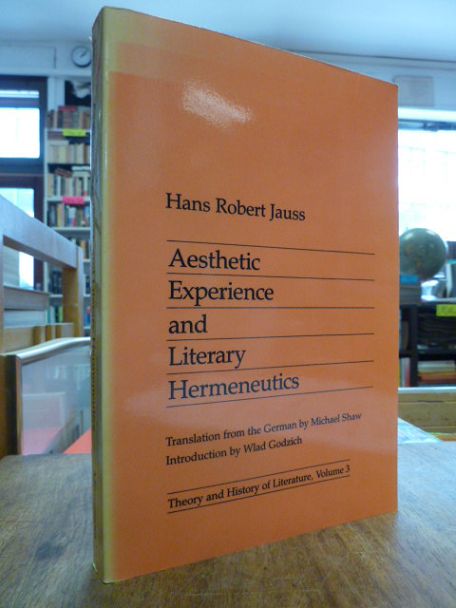 Hans Robert Jauss
Aesthetic
Experience
and
Literary
Hermeneutics
Translation from the German by Michael Shaw
Introduction by Wlad Godzich
Theory and History of Literature, Volume 3